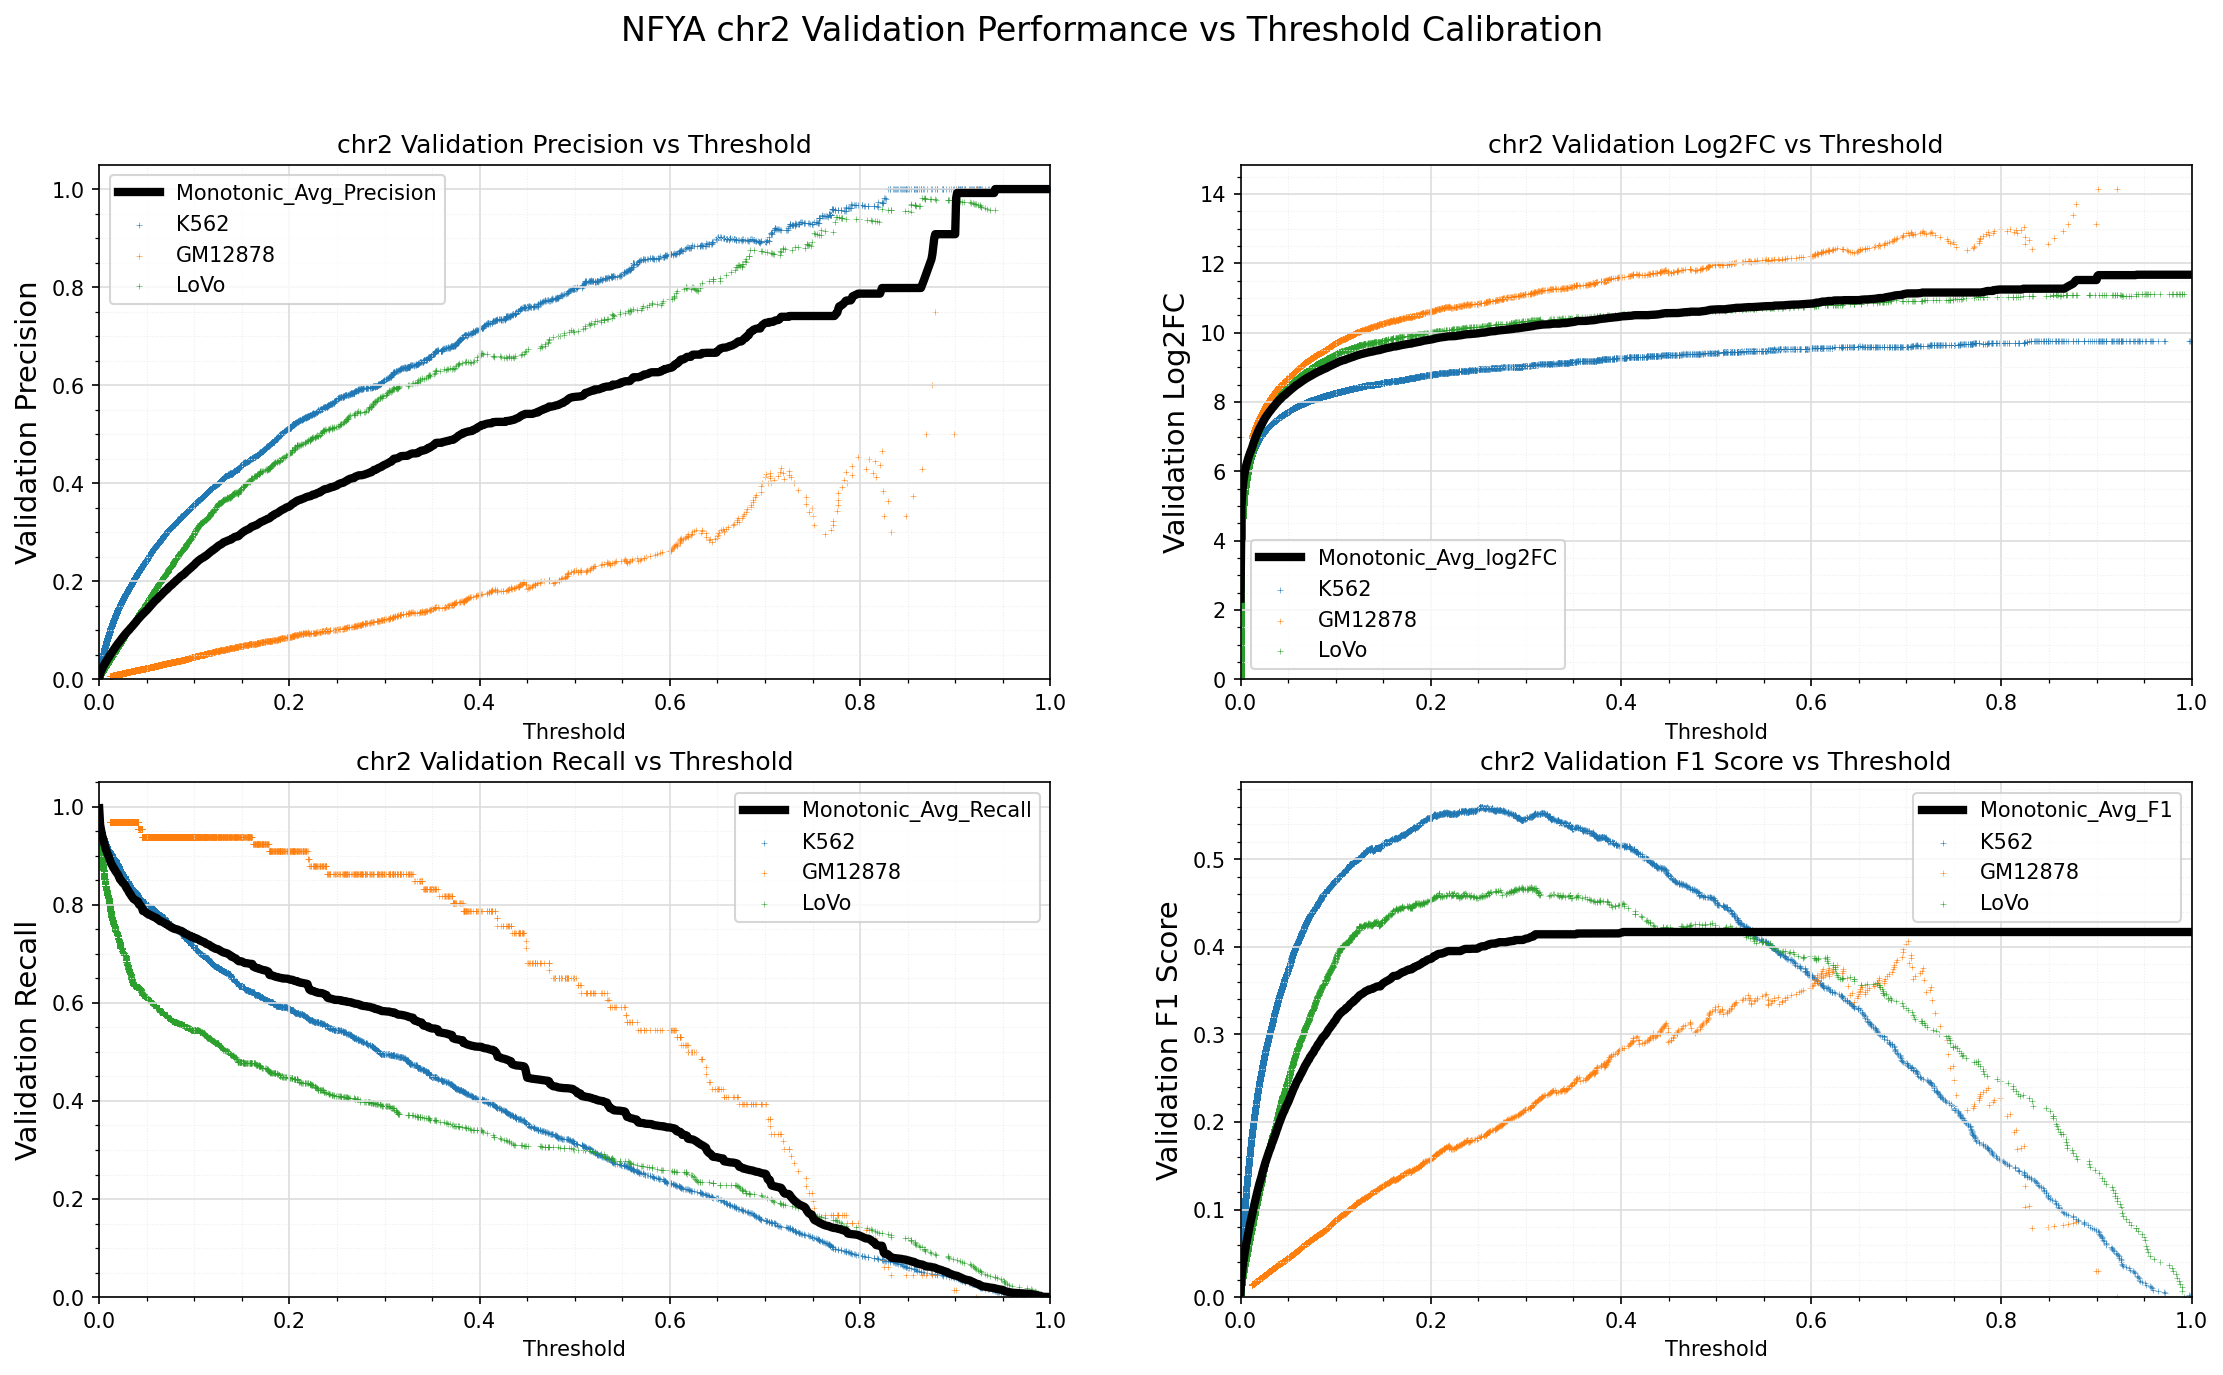 NFYA chr2 Validation Performance vs Threshold Calibration
chr2 Validation Precision vs Threshold
Validation Precision
1.0
0.8
0.6
0.4
0.2
0.0
Monotonic_Avg_Precision
K562
GM12878
LoVo
0.0 0.2 0.4 0.6 0.8 1.0
Threshold
chr2 Validation Log2FC vs Threshold
Validation Log2FC
14
12
10
8
6
4
2
0
Monotonic_Avg_log2FC
K562
GM12878
LoVo
0.0 0.2 0.4 0.6 0.8 1.0
Threshold
chr2 Validation Recall vs Threshold
Validation Recall
1.0
0.8
0.6
0.4
0.2
0.0
Monotonic_Avg_Recall
K562
GM12878
LoVo
0.0 0.2 0.4 0.6 0.8 1.0
Threshold
chr2 Validation F1 Score vs Threshold
Validation F1 Score
0.5
0.4
0.3
0.2
0.1
0.0
Monotonic_Avg_F1
K562
GM12878
LoVo
0.0 0.2 0.4 0.6 0.8 1.0
Threshold